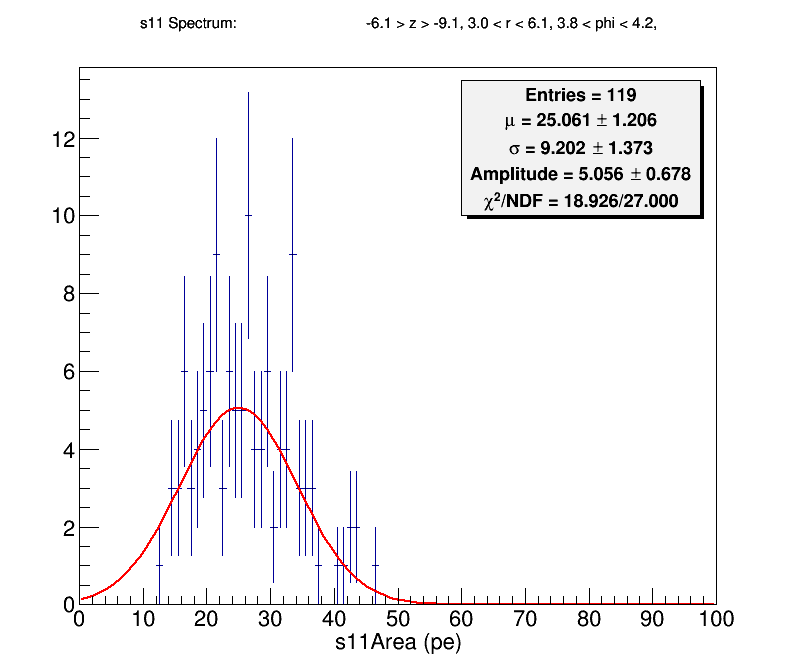 s11 Spectrum: -6.1 > z > -9.1, 3.0 < r < 6.1, 3.8 < phi < 4.2,
Entries = 119
μ = 25.061 ± 1.206
σ = 9.202 ± 1.373
Amplitude = 5.056 ± 0.678
χ²/NDF = 18.926/27.000
12
10
8
6
4
2
0
0 10 20 30 40 50 60 70 80 90 100
s11Area (pe)